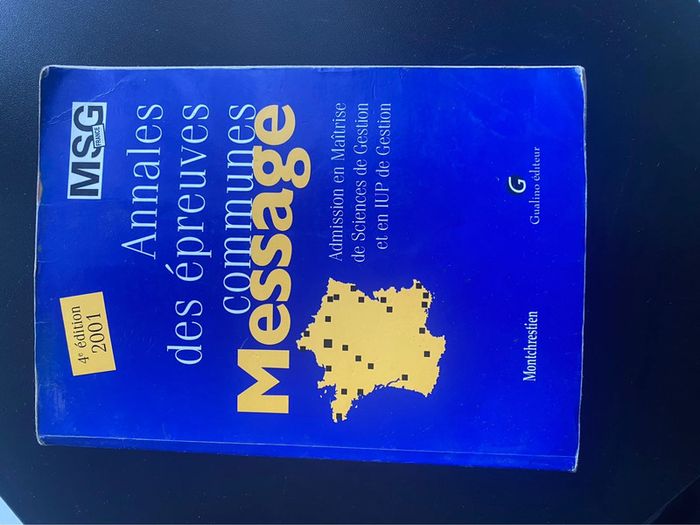 MSG
FRANCE
4e édition
2001
Annales
des épreuves
communes
Message
Admission en Maîtrise
de Sciences de Gestion
et en IUP de Gestion
Montchrestien
G
Gualino éditeur